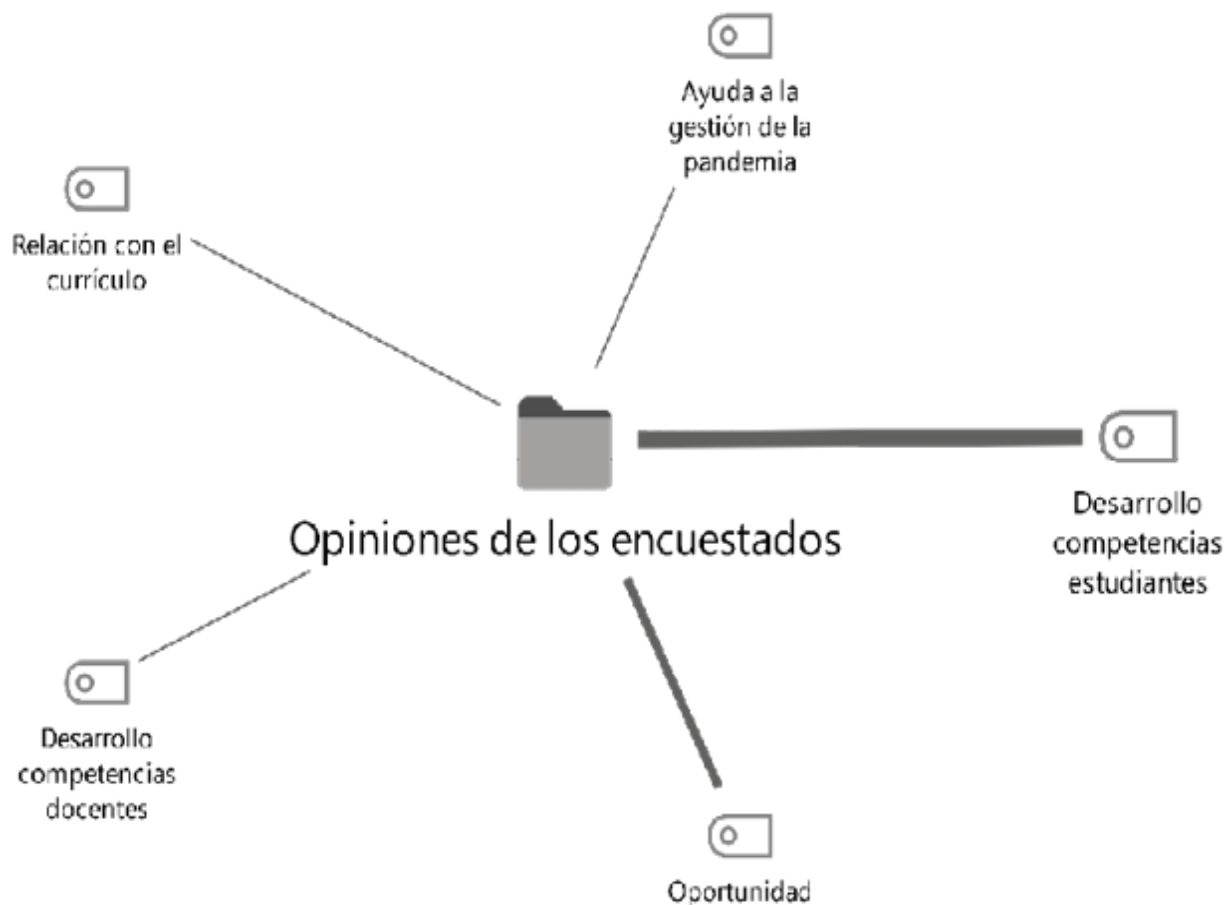 Ayuda a la
gestión de la
pandemia
Relación con el
currículo
Desarrollo
competencias
estudiantes
Opiniones de los encuestados
Desarrollo
competencias
docentes
Oportunidad